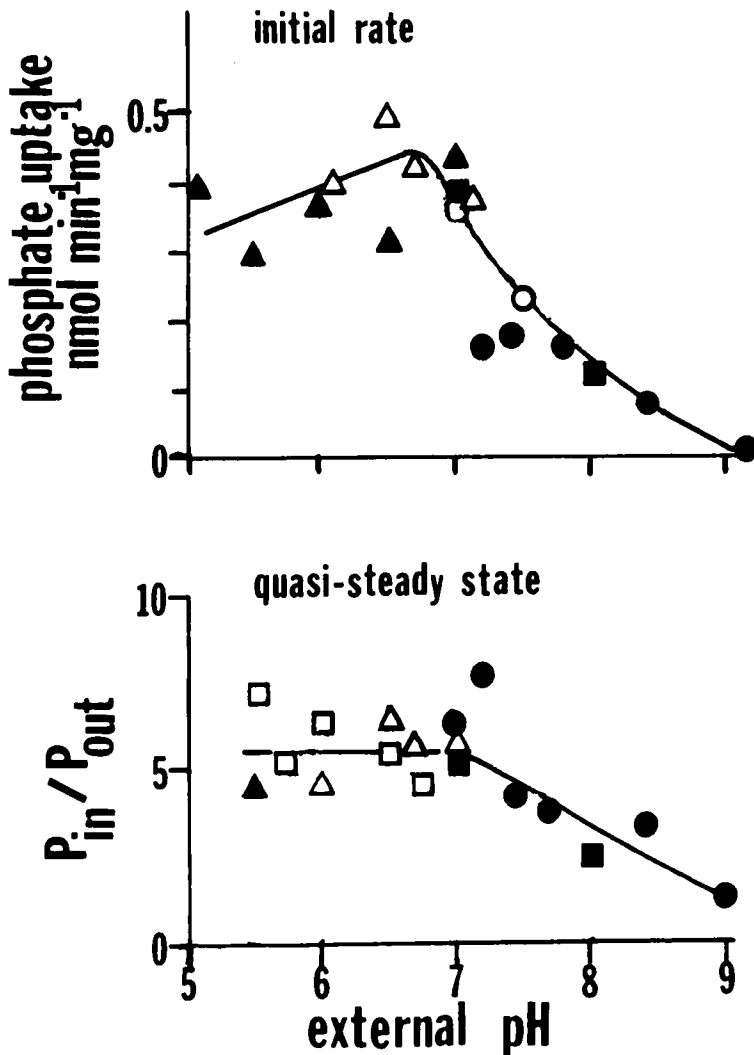 initial rate
phosphate uptake
nmol min⁻¹mg⁻¹
0.5
0
quasi-steady state
10
5
0
P_in/P_out
5 6 7 8 9
external pH